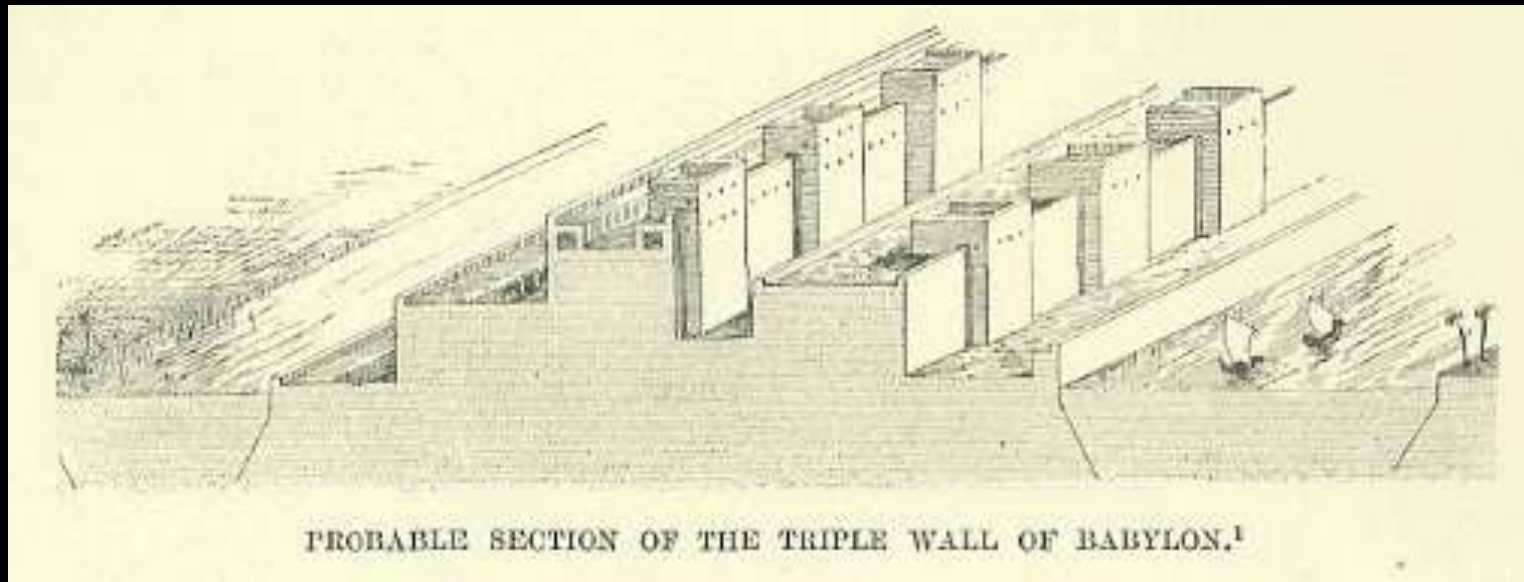 PROBABLE SECTION OF THE TRIPLE WALL OF BABYLON.¹